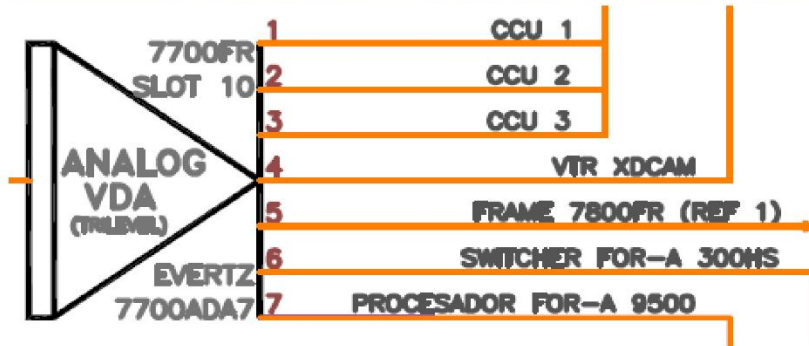 1 CCU 1
7700FR
SLOT 10 2 CCU 2
3 CCU 3
ANALOG
VDA
(TRILEVEL)
4 VTR XDCAM
5 FRAME 7800FR (REF 1)
6 SWITCHER FOR-A 300HS
EVERTZ
7700ADA7
7 PROCESADOR FOR-A 9500